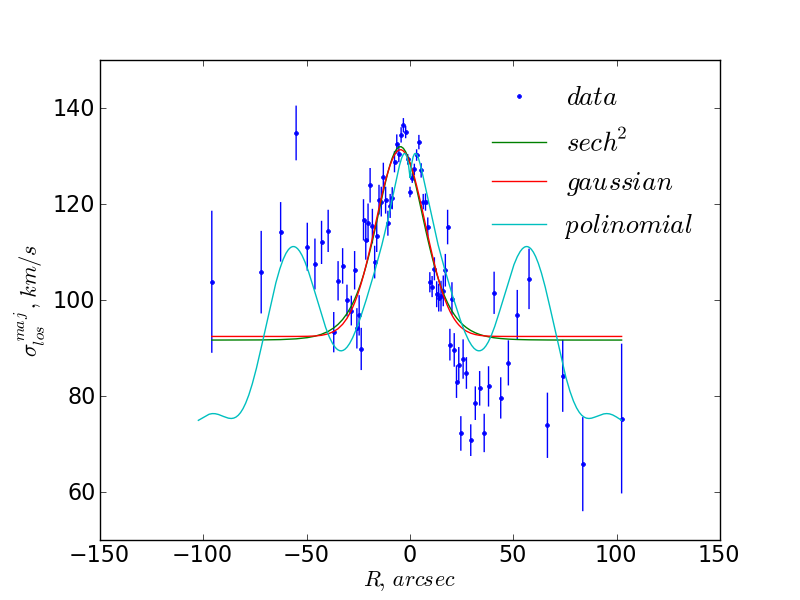 140
120
100
80
60
−150
−100
−50
0
50
100
150
σ_los^maj, km/s
R, arcsec
data
sech²
gaussian
polinomial